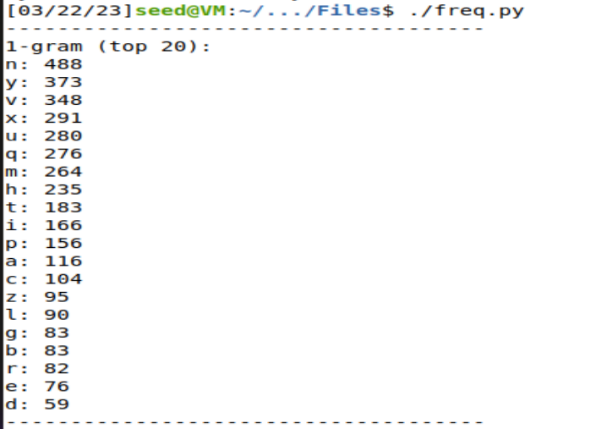 [03/22/23]seed@VM:~/.../Files$ ./freq.py
-------------------------------------
1-gram (top 20):
n: 488
y: 373
v: 348
x: 291
u: 280
q: 276
m: 264
h: 235
t: 183
i: 166
p: 156
a: 116
c: 104
z: 95
l: 90
g: 83
b: 83
r: 82
e: 76
d: 59
-------------------------------------